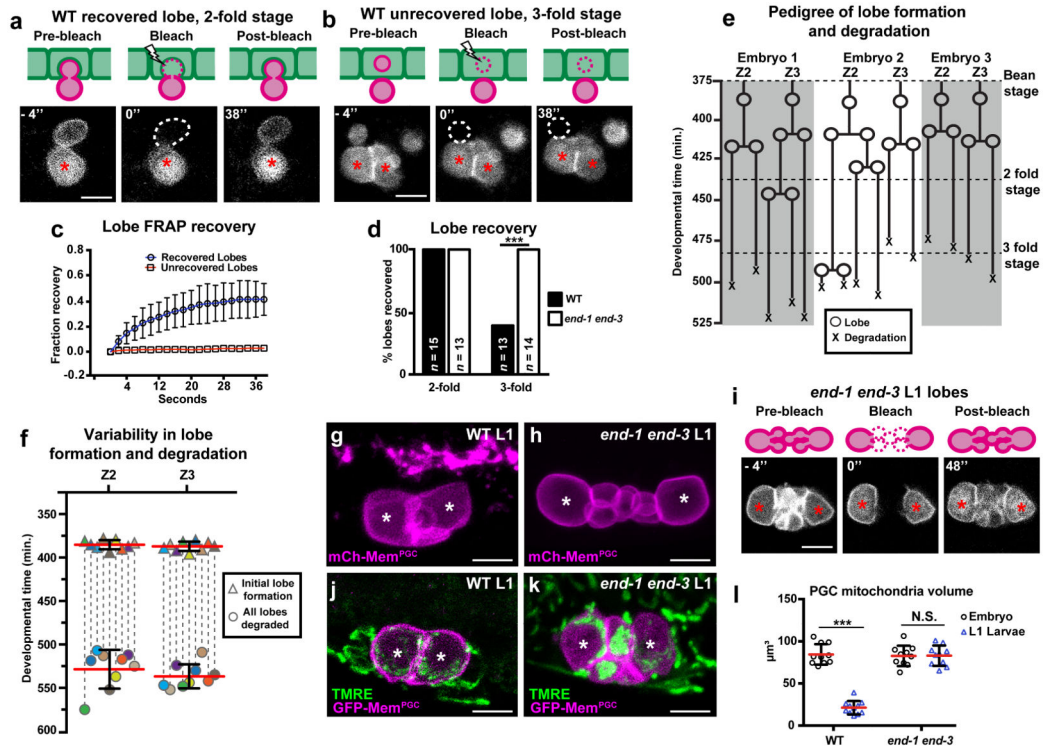 a WT recovered lobe, 2-fold stage
Pre-bleach Bleach Post-bleach
- 4’’ 0’’ 38’’
* * *
b WT unrecovered lobe, 3-fold stage
Pre-bleach Bleach Post-bleach
- 4’’ 0’’ 38’’
* * * * * *
c Lobe FRAP recovery
Recovered Lobes
Unrecovered Lobes
Fraction recovered
0.8
0.6
0.4
0.2
0.0
-0.2
4 12 20 28 36
Seconds
d Lobe recovery
***
% lobes recovered
100
50
0
n = 15 n = 13 n = 13 n = 14
2-fold 3-fold
WT
end-1 end-3
e Pedigree of lobe formation
and degradation
Embryo 1 Embryo 2 Embryo 3
Z2 Z3 Z2 Z3 Z2 Z3
Developmental time (min.)
375
400
425
450
475
500
525
Bean
stage
2 fold
stage
3 fold
stage
Lobe
X Degradation
f Variability in lobe
formation and degradation
Z2 Z3
Developmental time (min.)
350
400
450
500
550
600
Initial lobe
formation
All lobes
degraded
g WT L1
* *
mCh-MemPGC
h end-1 end-3 L1
* *
mCh-MemPGC
i end-1 end-3 L1 lobes
Pre-bleach Bleach Post-bleach
- 4’’ 0’’ 48’’
* * * * * *
j WT L1
* *
TMRE
GFP-MemPGC
k end-1 end-3 L1
* *
TMRE
GFP-MemPGC
l PGC mitochondria volume
Embryo
L1 Larvae
*** N.S.
µm³
150
100
50
0
WT end-1 end-3